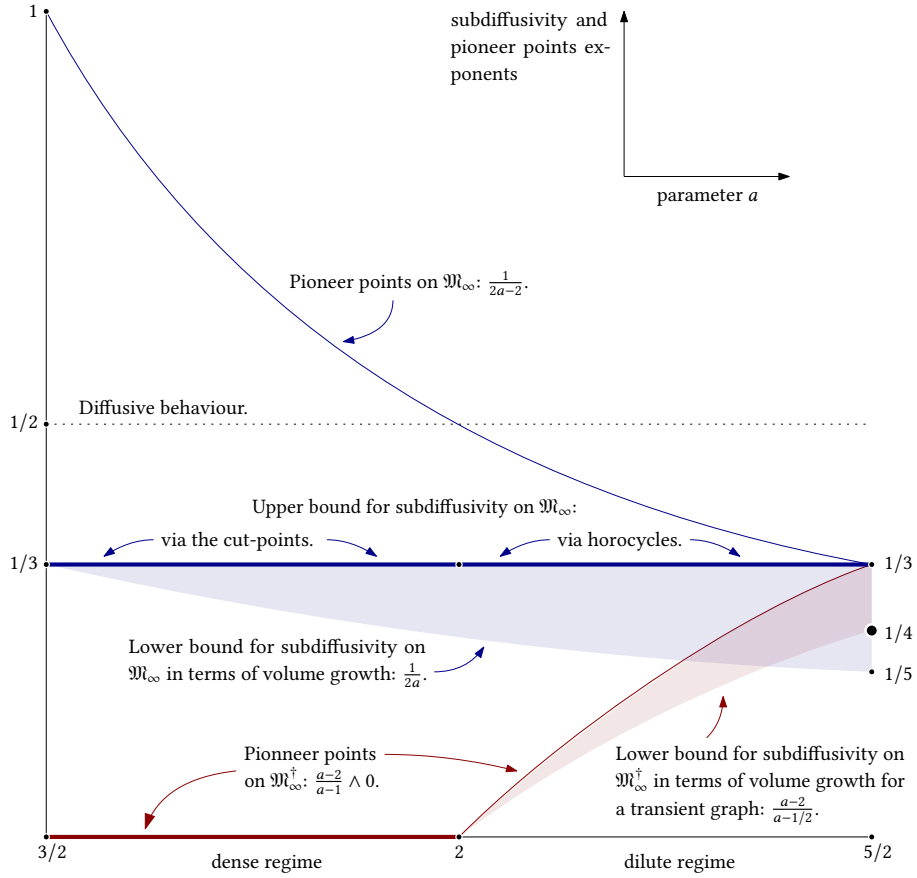 1
subdiffusivity and
pioneer points ex-
ponents
parameter a
Pioneer points on 𝔐∞: 1/(2a−2).
Diffusive behaviour.
1/2
Upper bound for subdiffusivity on 𝔐∞:
via the cut-points.
via horocycles.
1/3
1/3
1/4
1/5
Lower bound for subdiffusivity on
𝔐∞ in terms of volume growth: 1/(2a).
Pionneer points
on 𝔐†∞: (a−2)/(a−1) ∧ 0.
Lower bound for subdiffusivity on
𝔐†∞ in terms of volume growth for
a transient graph: (a−2)/(a−1/2).
3/2
dense regime
2
dilute regime
5/2